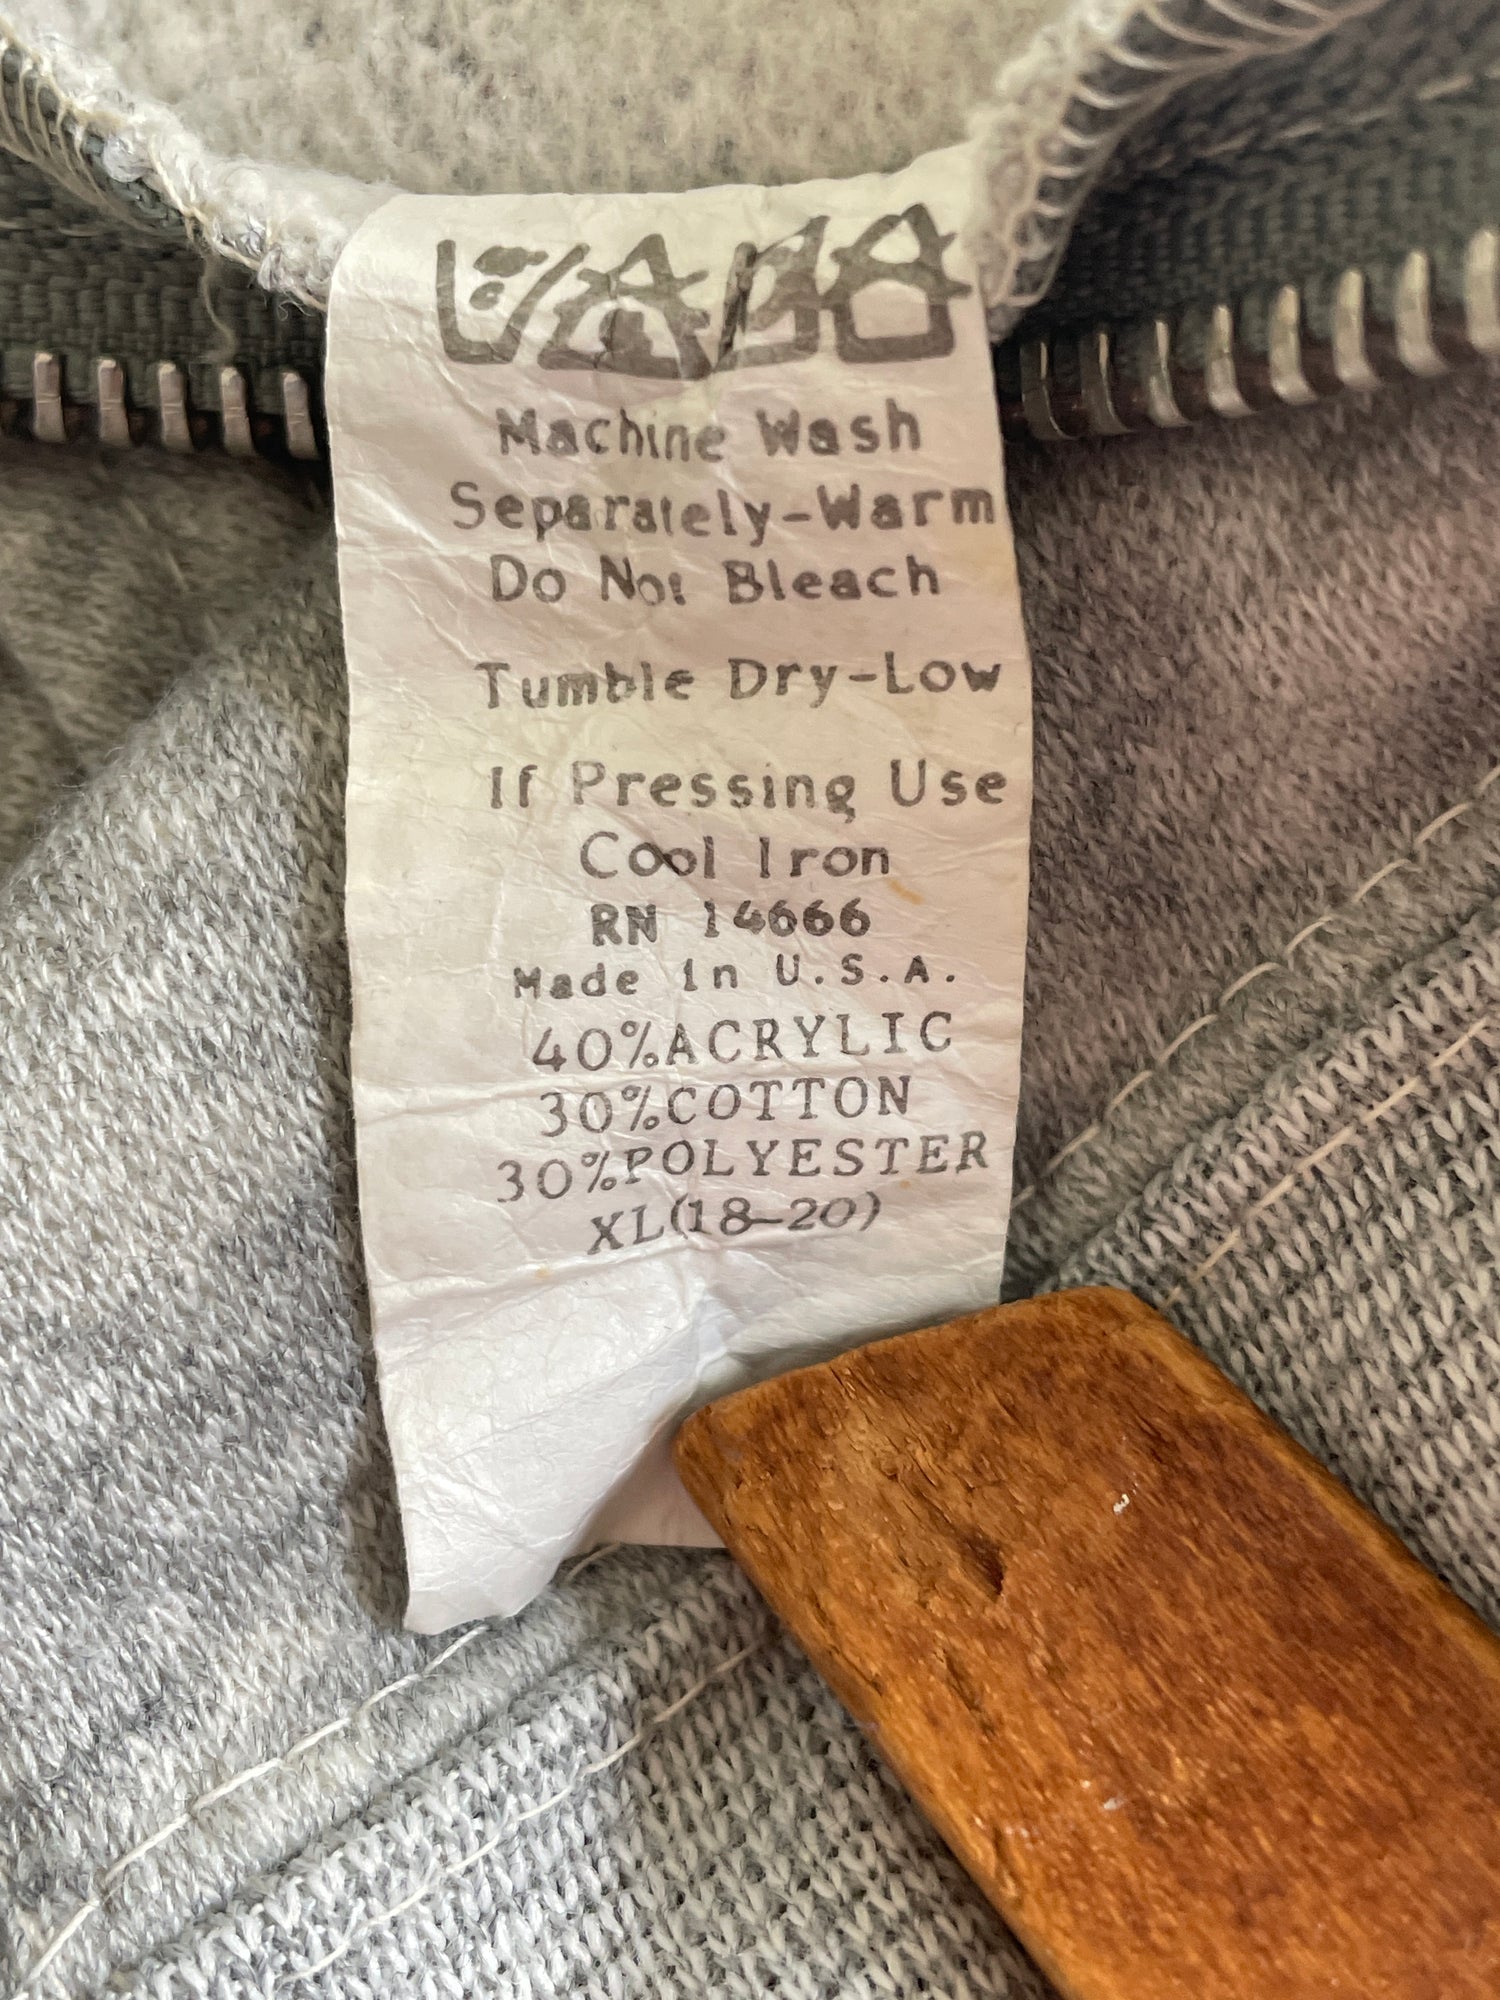 Machine Wash
Separately-Warm
Do Not Bleach
Tumble Dry-Low
If Pressing Use
Cool Iron
RN 14666
Made in U.S.A.
40%ACRYLIC
30%COTTON
30%POLYESTER
XL(18-20)